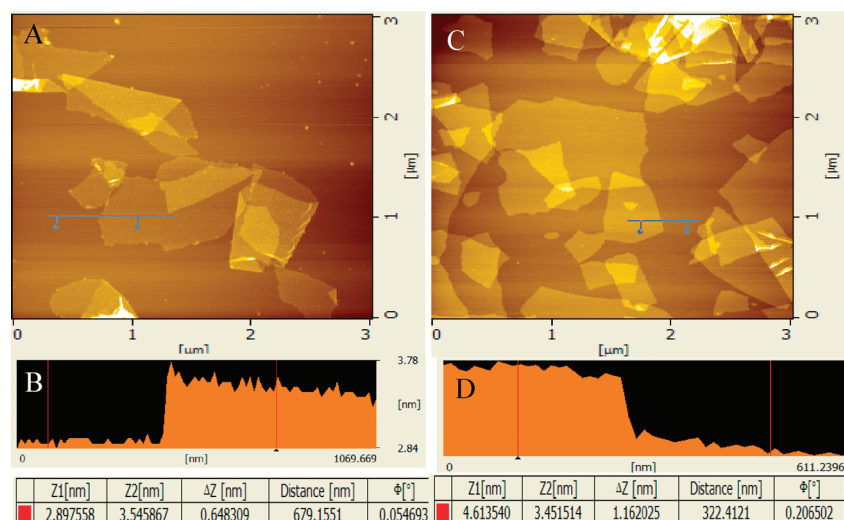 A
3
2
1
0
[µm]
0
1
2
3
[µm]
C
3
2
1
0
[µm]
0
1
2
3
[µm]
B
3.78
[nm]
2.84
0
[nm]
1069.669
D
0
[nm]
611.2396
Z1[nm] Z2[nm] ΔZ [nm] Distance [nm] Φ[°]
2.897558 3.545867 0.648309 679.1551 0.054693
Z1[nm] Z2[nm] ΔZ [nm] Distance [nm] Φ[°]
4.613540 3.451514 1.162025 322.4121 0.206502